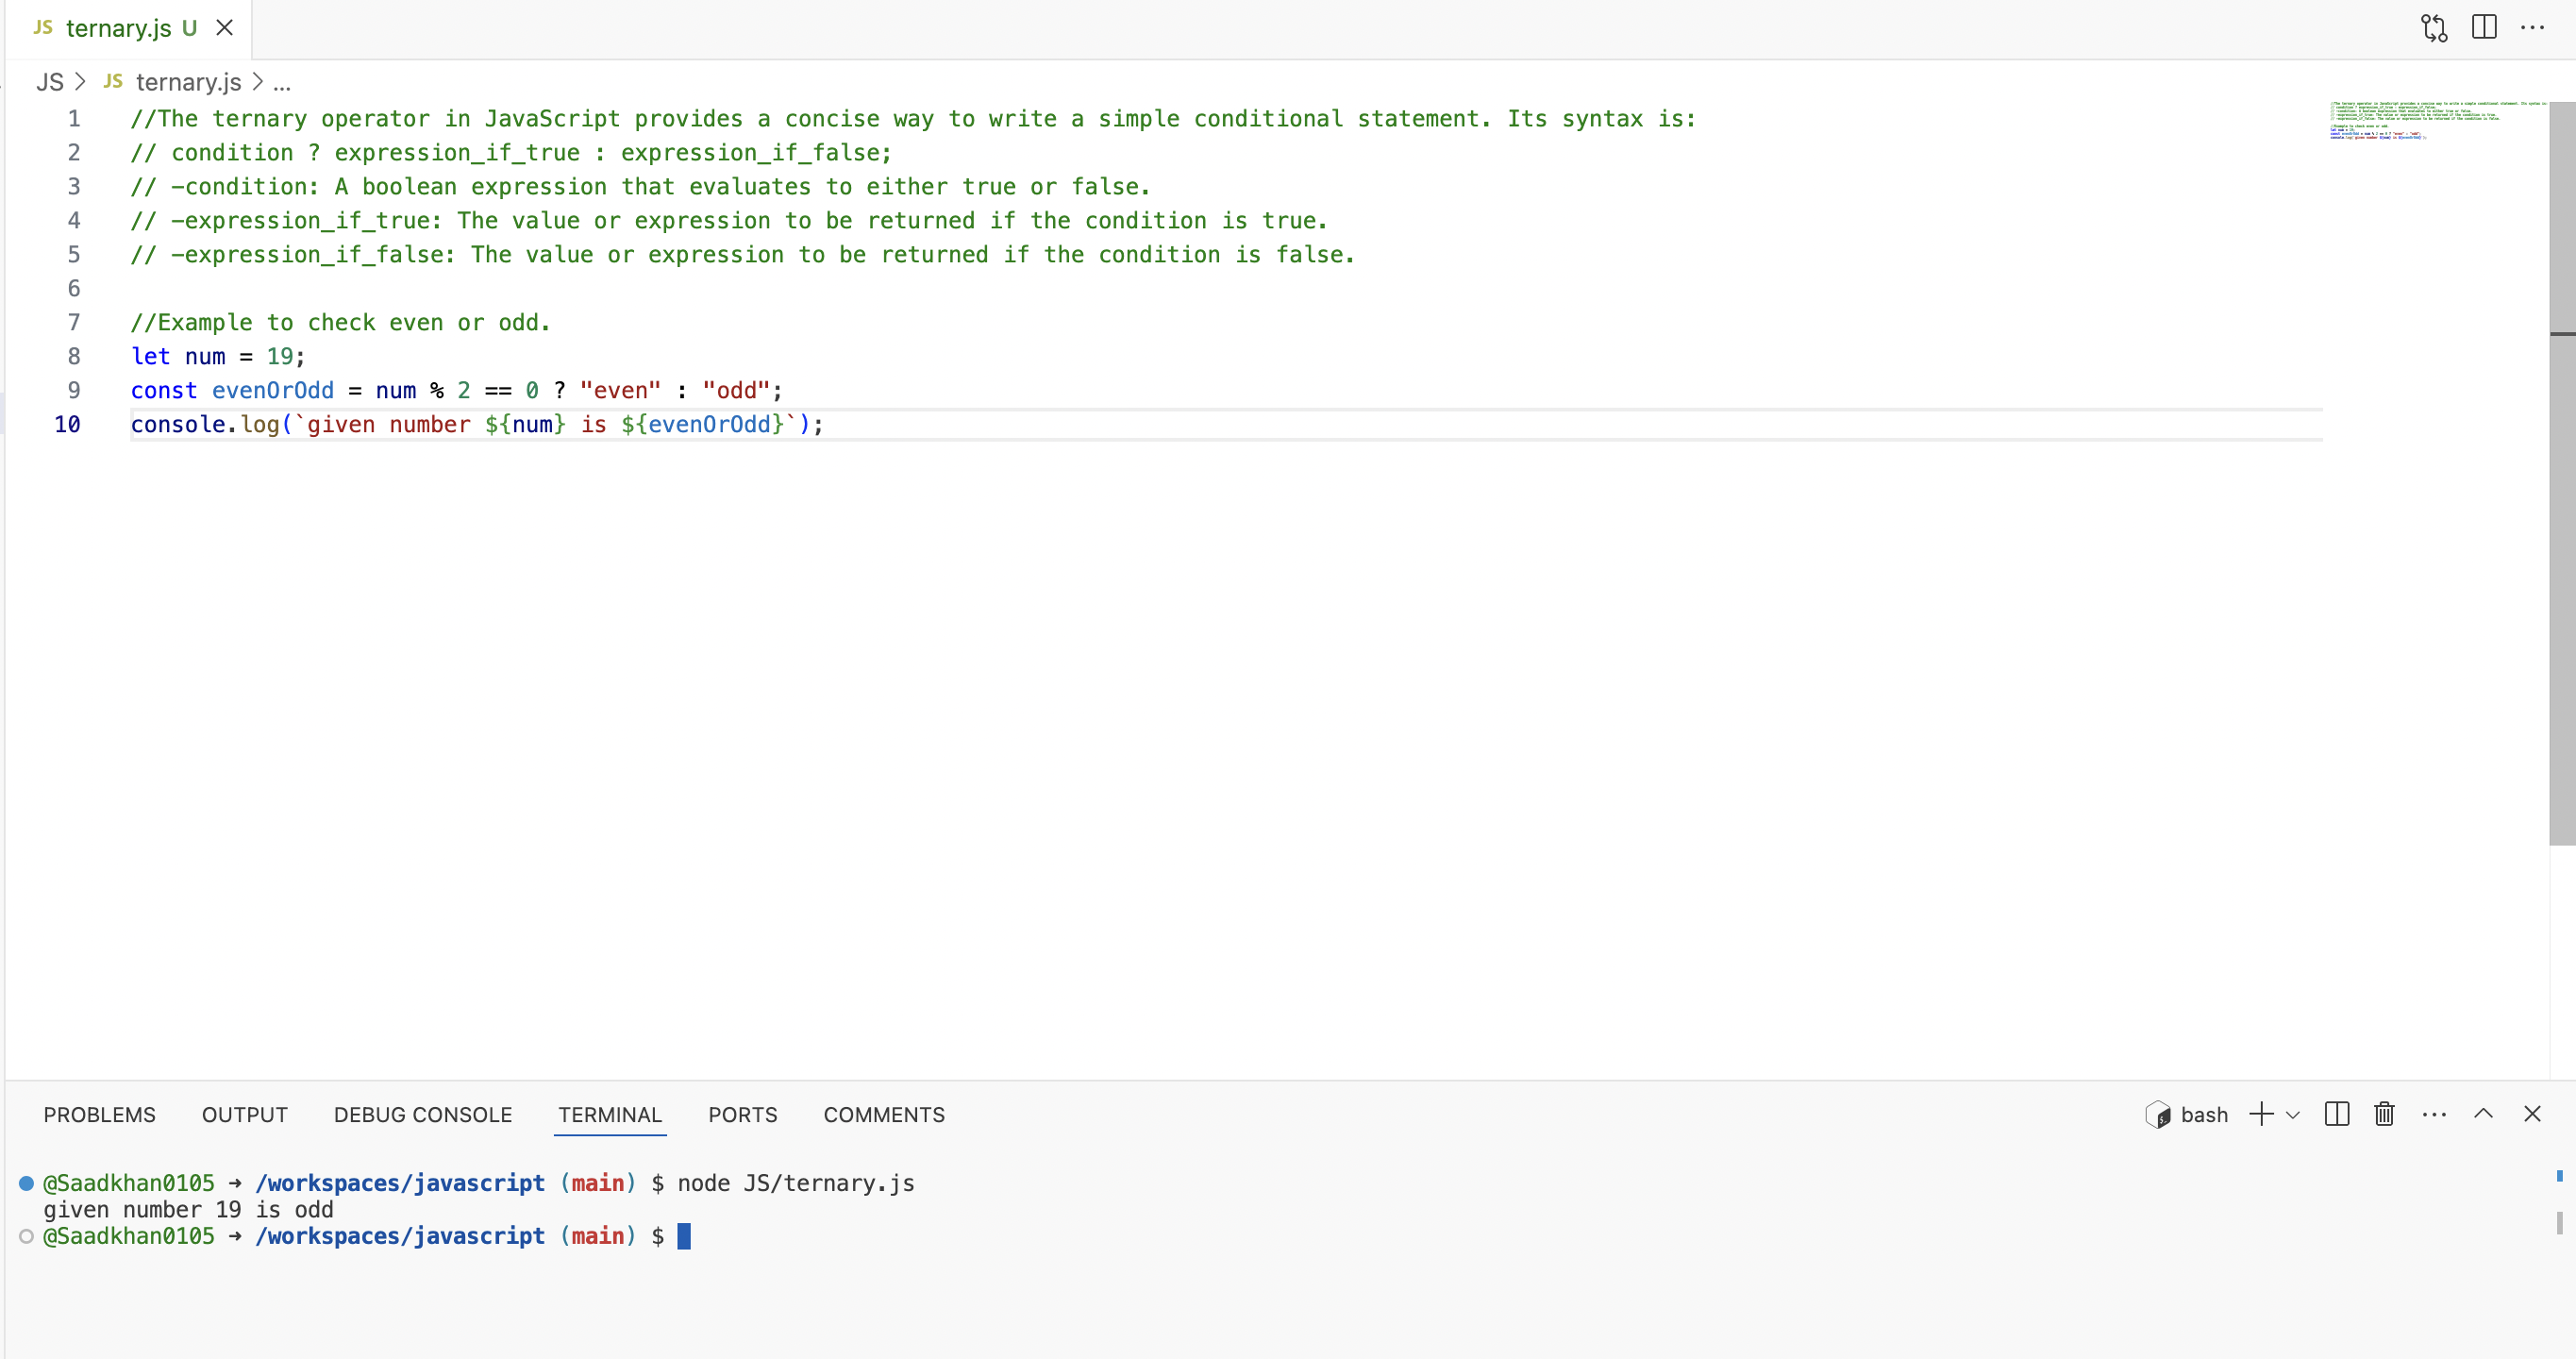 JS ternary.js U
JS > JS ternary.js > ...
1 //The ternary operator in JavaScript provides a concise way to write a simple conditional statement. Its syntax is:
2 // condition ? expression_if_true : expression_if_false;
3 // -condition: A boolean expression that evaluates to either true or false.
4 // -expression_if_true: The value or expression to be returned if the condition is true.
5 // -expression_if_false: The value or expression to be returned if the condition is false.
6
7 //Example to check even or odd.
8 let num = 19;
9 const evenOrOdd = num % 2 == 0 ? "even" : "odd";
10 console.log(`given number ${num} is ${evenOrOdd}`);
PROBLEMS OUTPUT DEBUG CONSOLE TERMINAL PORTS COMMENTS bash
@Saadkhan0105 ➜ /workspaces/javascript (main) $ node JS/ternary.js
given number 19 is odd
@Saadkhan0105 ➜ /workspaces/javascript (main) $